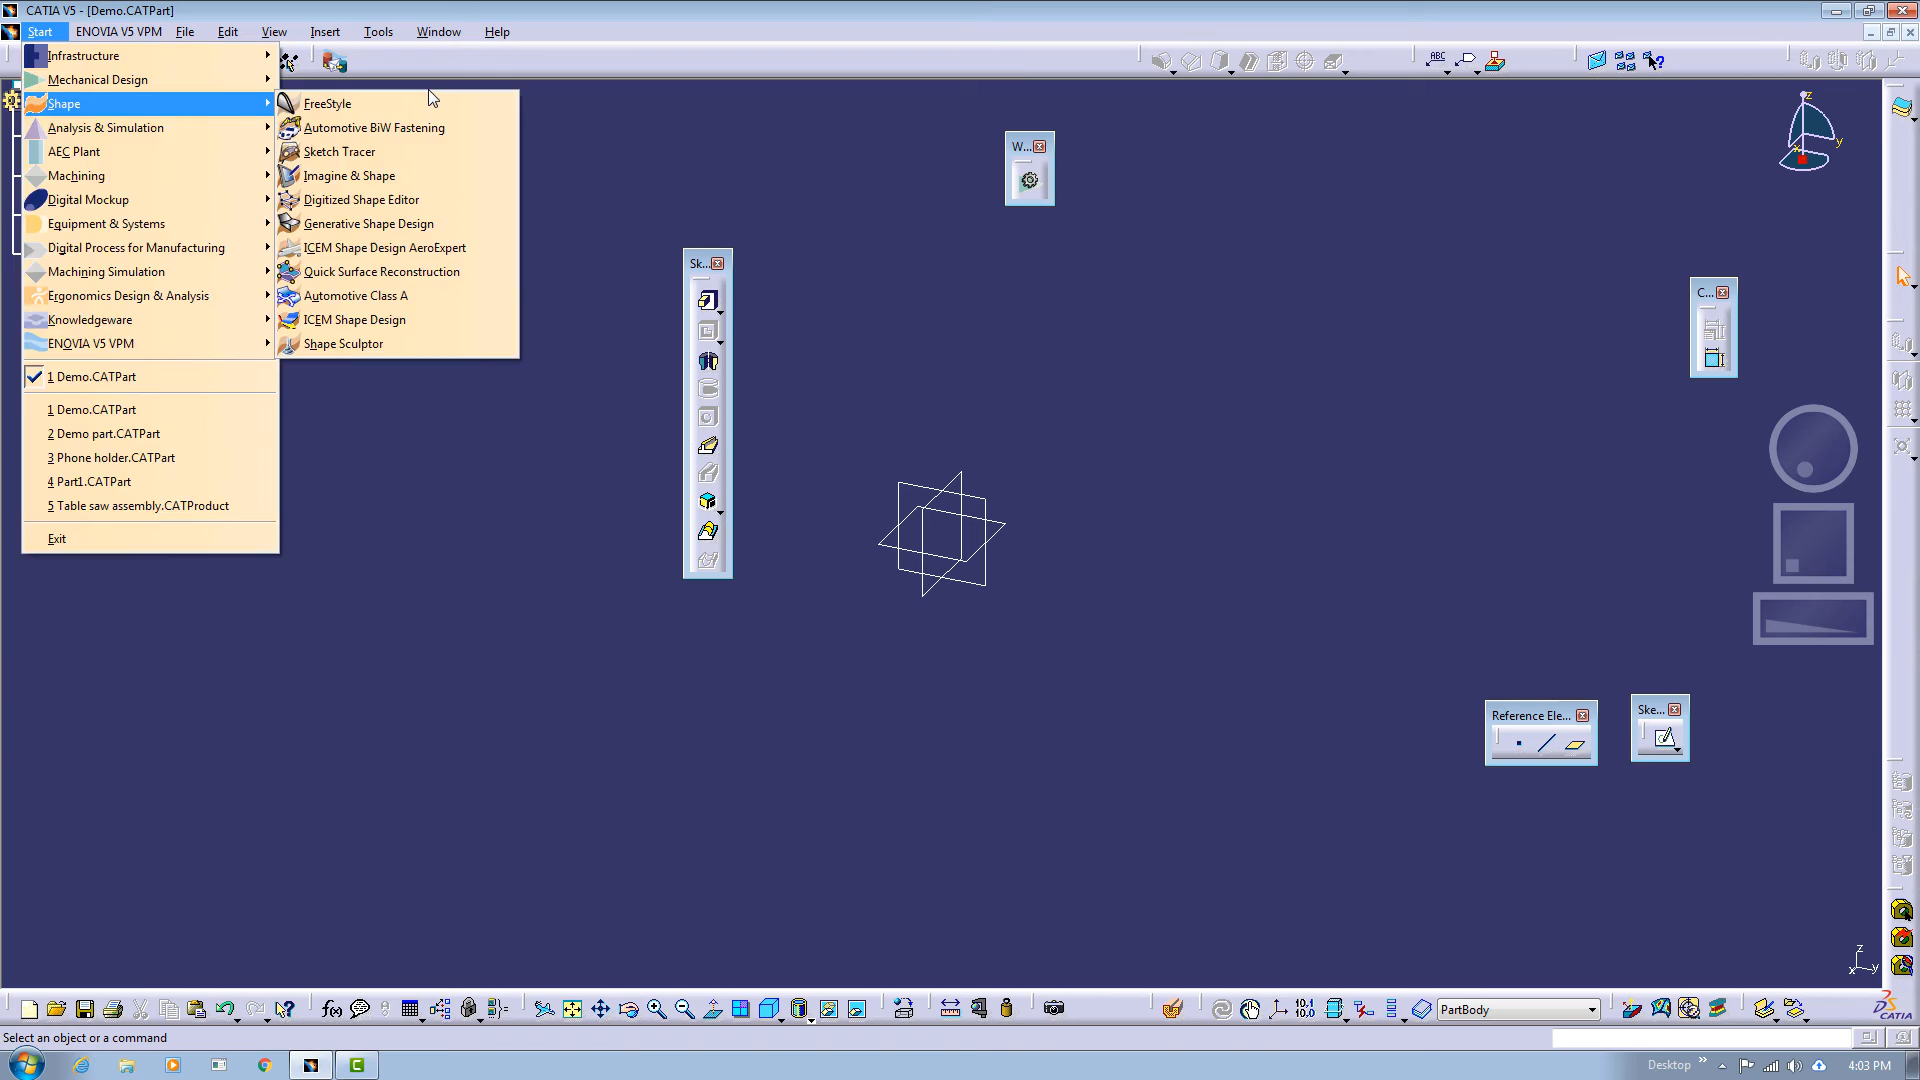 CATIA V5 - [Demo.CATPart]
Start ENOVIA V5 VPM File Edit View Insert Tools Window Help
Infrastructure
Mechanical Design
Shape
Analysis & Simulation
AEC Plant
Machining
Digital Mockup
Equipment & Systems
Digital Process for Manufacturing
Machining Simulation
Ergonomics Design & Analysis
Knowledgeware
ENOVIA V5 VPM
1 Demo.CATPart
1 Demo.CATPart
2 Demo part.CATPart
3 Phone holder.CATPart
4 Part1.CATPart
5 Table saw assembly.CATProduct
Exit
FreeStyle
Automotive BiW Fastening
Sketch Tracer
Imagine & Shape
Digitized Shape Editor
Generative Shape Design
ICEM Shape Design AeroExpert
Quick Surface Reconstruction
Automotive Class A
ICEM Shape Design
Shape Sculptor
ABC
z
y
x
W...
Sk...
C...
Reference Ele...
Ske...
z
x y
f(x)
10,1
PartBody
CATIA
Select an object or a command
Desktop
4:03 PM